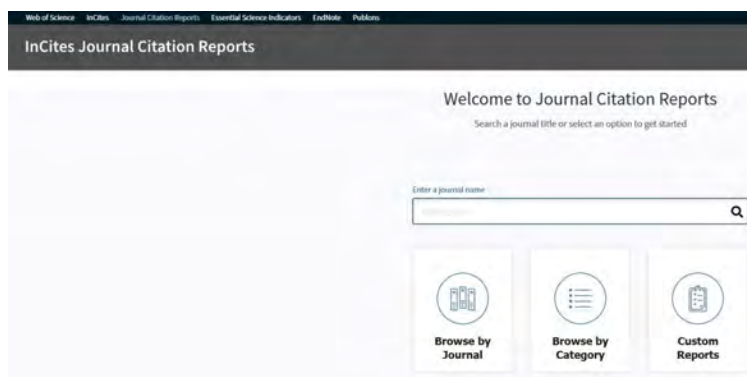 Web of Science InCites Journal Citation Reports Essential Science Indicators EndNote Publons
InCites Journal Citation Reports
Welcome to Journal Citation Reports
Search a journal title or select an option to get started
Enter a journal name
Browse by
Journal
Browse by
Category
Custom
Reports